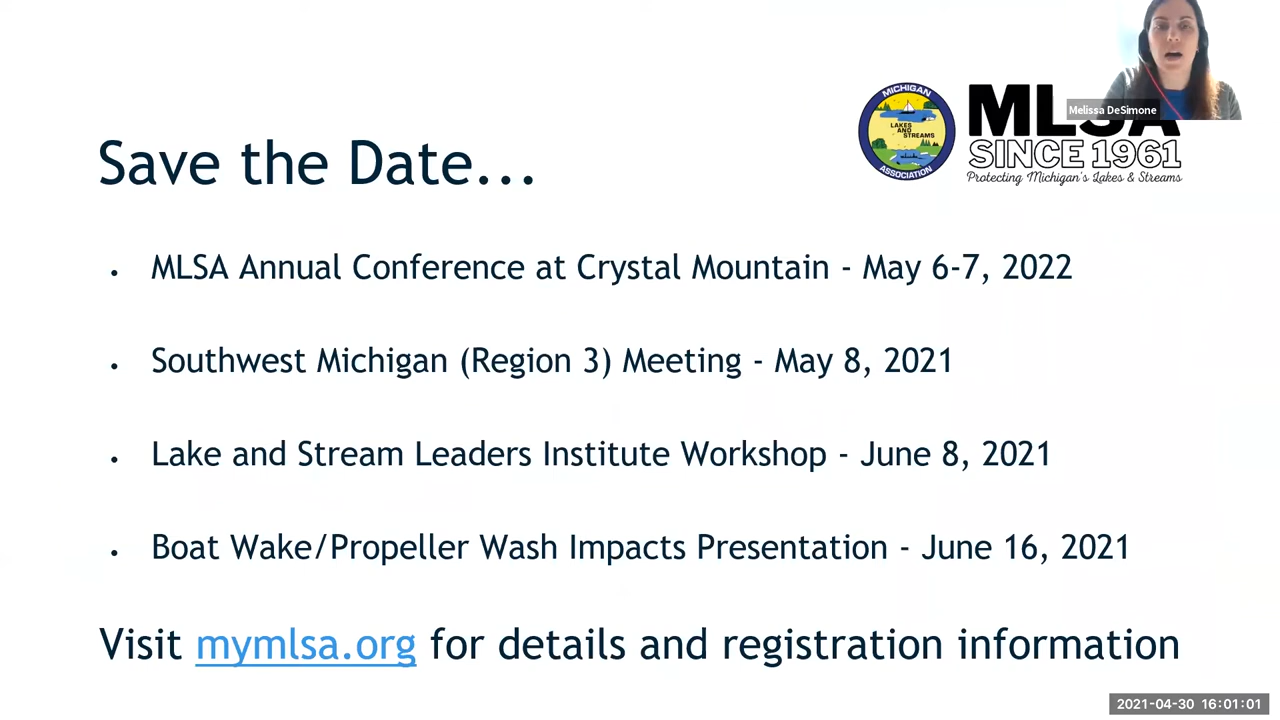 MICHIGAN
LAKES
AND
STREAMS
ASSOCIATION
Melissa DeSimone
MLSA
SINCE 1961
Protecting Michigan's Lakes & Streams
Save the Date...
• MLSA Annual Conference at Crystal Mountain - May 6-7, 2022
• Southwest Michigan (Region 3) Meeting - May 8, 2021
• Lake and Stream Leaders Institute Workshop - June 8, 2021
• Boat Wake/Propeller Wash Impacts Presentation - June 16, 2021
Visit mymlsa.org for details and registration information
2021-04-30 16:01:01